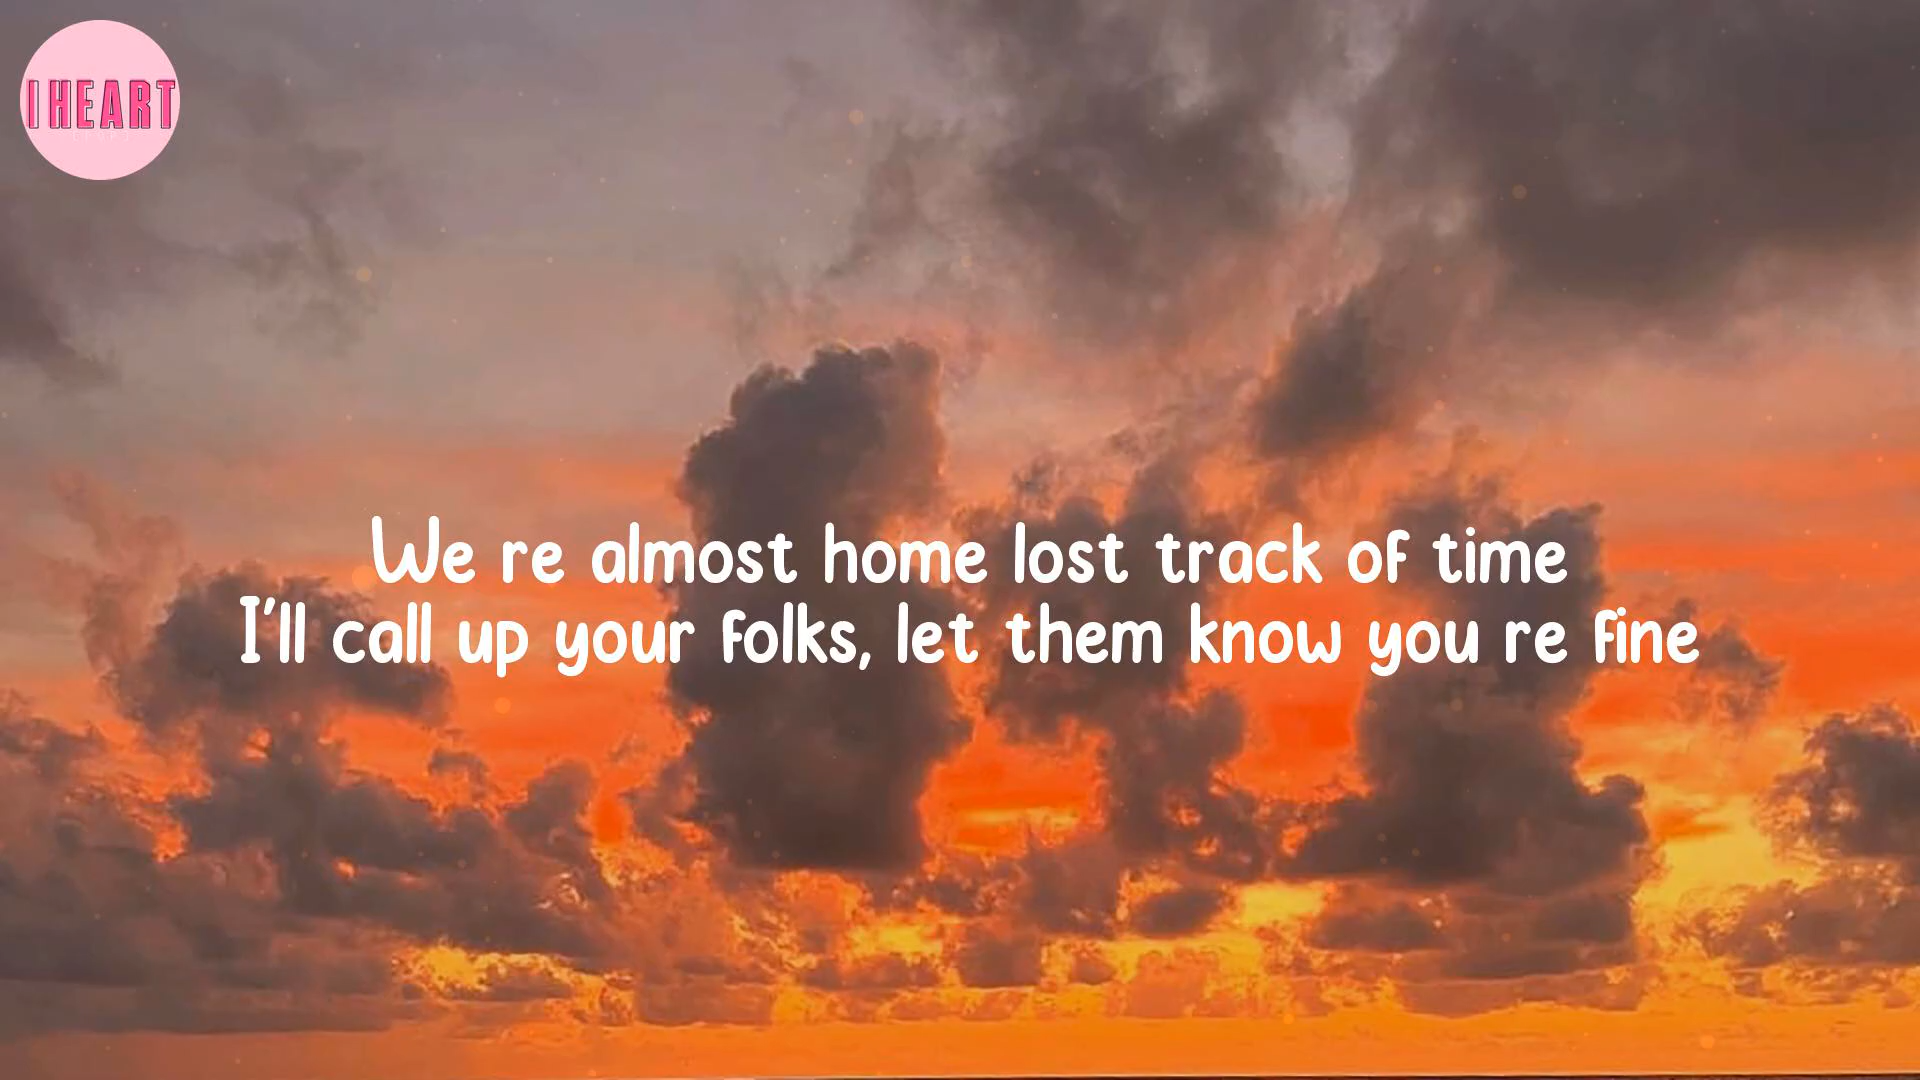 I HEART
We re almost home lost track of time
I'll call up your folks, let them know you re fine